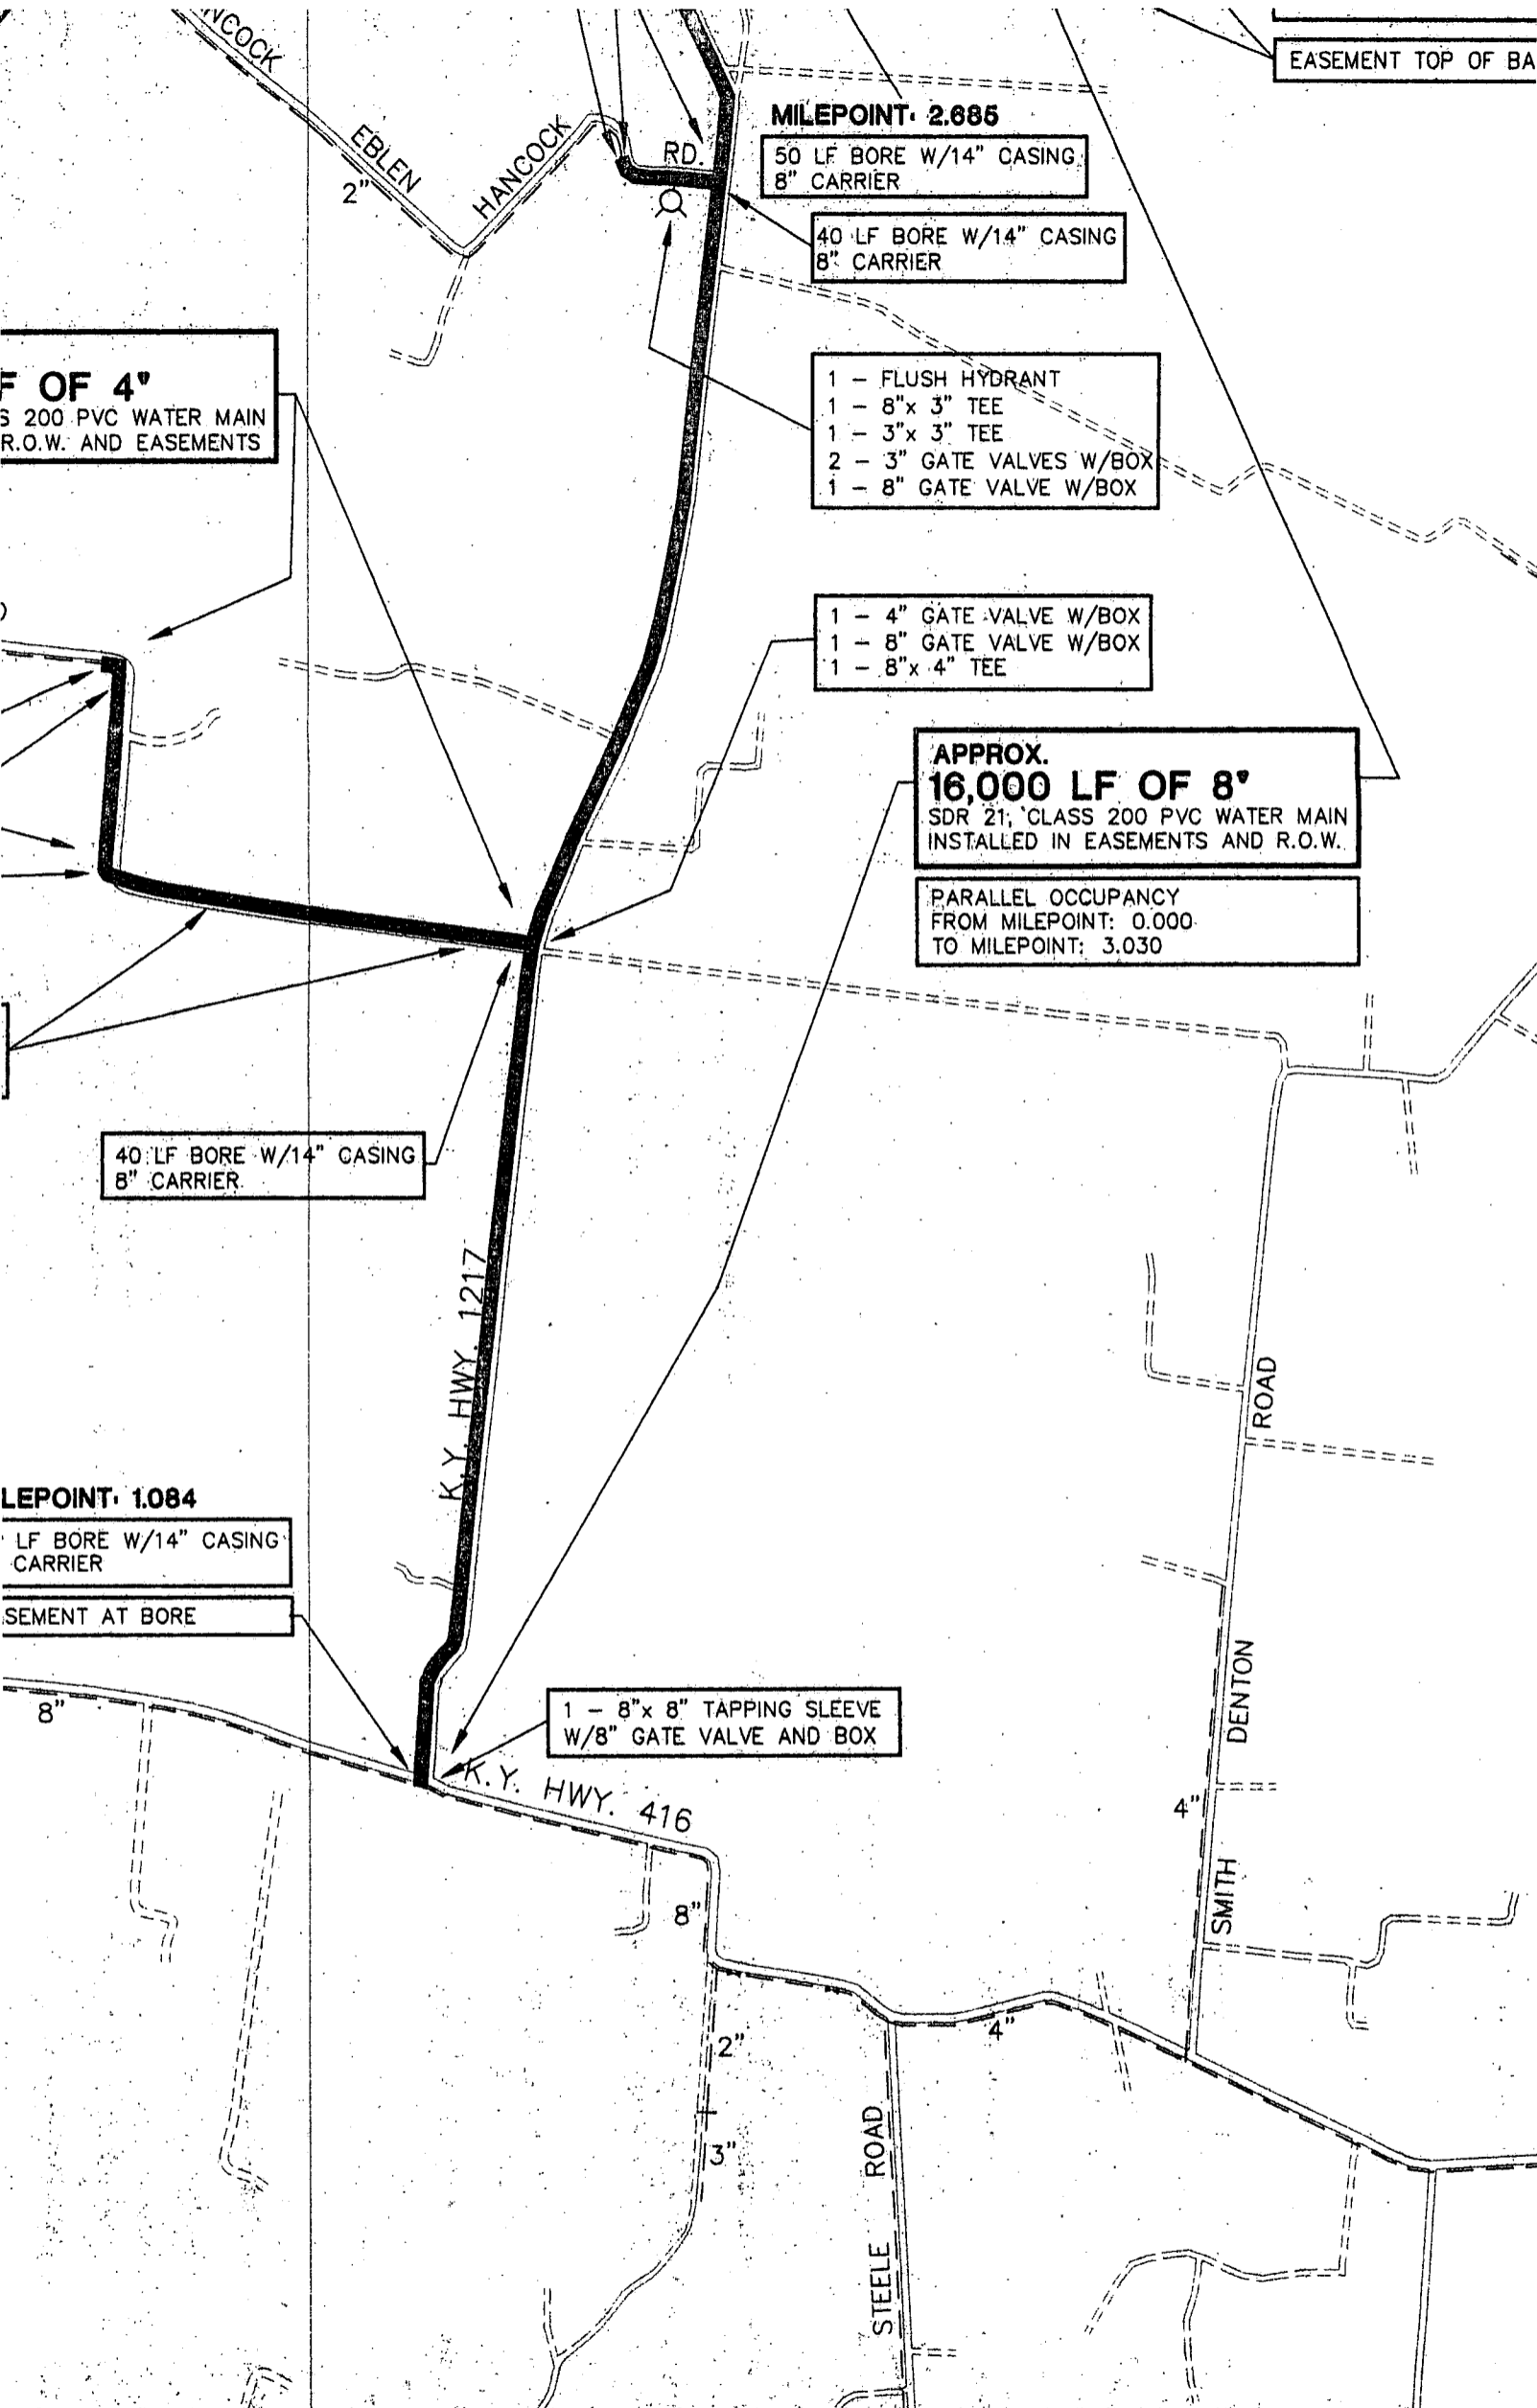 EASEMENT TOP OF BA
NCOCK
EBLEN
2"
HANCOCK
RD.
MILEPOINT: 2.685
50 LF BORE W/14" CASING
8" CARRIER
40 LF BORE W/14" CASING
8" CARRIER
F OF 4"
S 200 PVC WATER MAIN
R.O.W. AND EASEMENTS
1 - FLUSH HYDRANT
1 - 8"x 3" TEE
1 - 3"x 3" TEE
2 - 3" GATE VALVES W/BOX
1 - 8" GATE VALVE W/BOX
1 - 4" GATE VALVE W/BOX
1 - 8" GATE VALVE W/BOX
1 - 8"x 4" TEE
APPROX.
16,000 LF OF 8"
SDR 21, CLASS 200 PVC WATER MAIN
INSTALLED IN EASEMENTS AND R.O.W.
PARALLEL OCCUPANCY
FROM MILEPOINT: 0.000
TO MILEPOINT: 3.030
40 LF BORE W/14" CASING
8" CARRIER
K.Y. HWY. 1217
LEPOINT: 1.084
LF BORE W/14" CASING
CARRIER
SEMENT AT BORE
8"
1 - 8"x 8" TAPPING SLEEVE
W/8" GATE VALVE AND BOX
K.Y. HWY. 416
8"
2"
3"
4"
STEELE ROAD
4"
SMITH DENTON ROAD